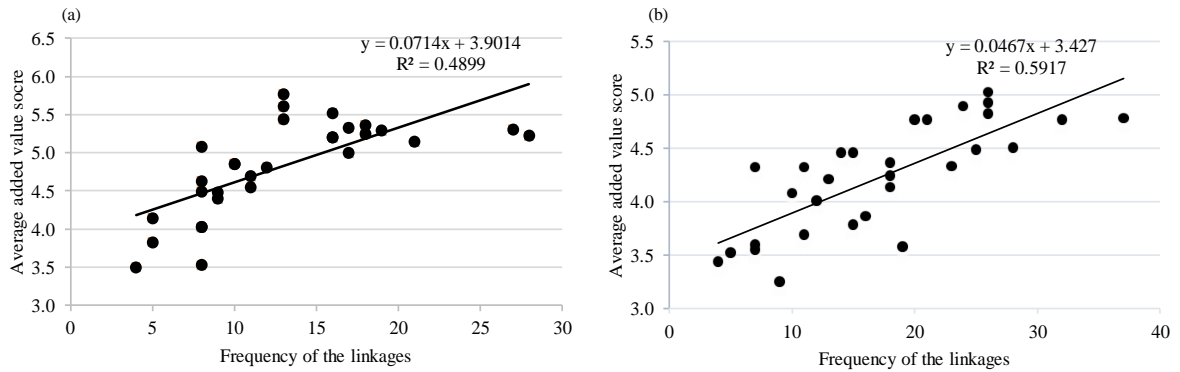 (a)
y = 0.0714x + 3.9014
R² = 0.4899
Average added value socre
6.5
6.0
5.5
5.0
4.5
4.0
3.5
3.0
0 5 10 15 20 25 30
Frequency of the linkages
(b)
y = 0.0467x + 3.427
R² = 0.5917
Average added value score
5.5
5.0
4.5
4.0
3.5
3.0
0 10 20 30 40
Frequency of the linkages